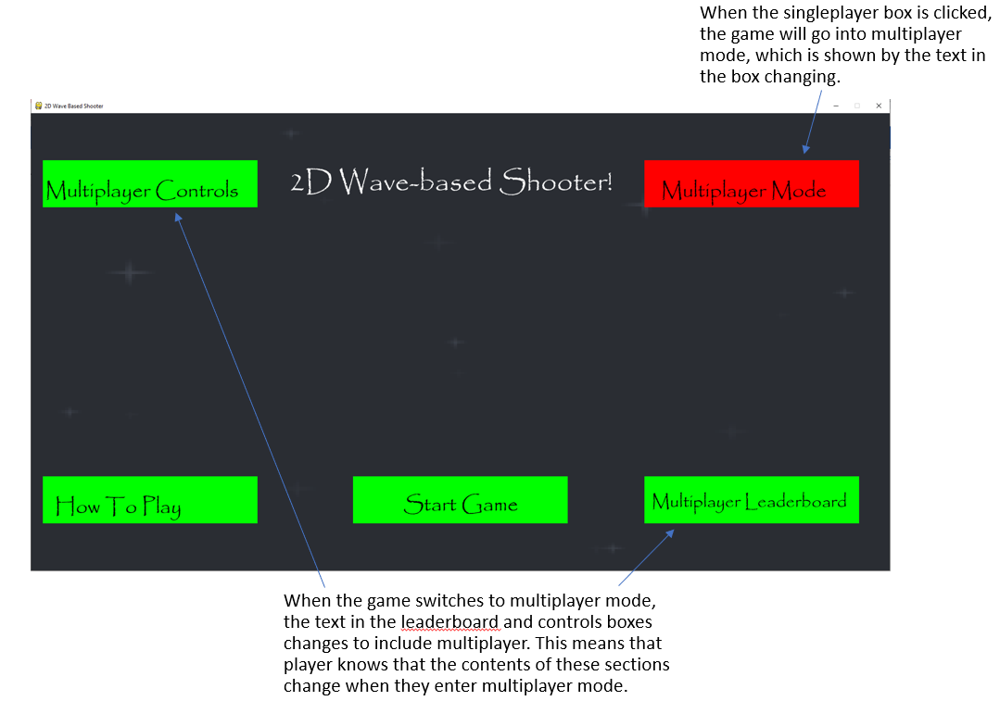 When the singleplayer box is clicked,
the game will go into multiplayer
mode, which is shown by the text in
the box changing.
2D Wave Based Shooter
Multiplayer Controls
2D Wave-based Shooter!
Multiplayer Mode
How To Play
Start Game
Multiplayer Leaderboard
When the game switches to multiplayer mode,
the text in the leaderboard and controls boxes
changes to include multiplayer. This means that
player knows that the contents of these sections
change when they enter multiplayer mode.